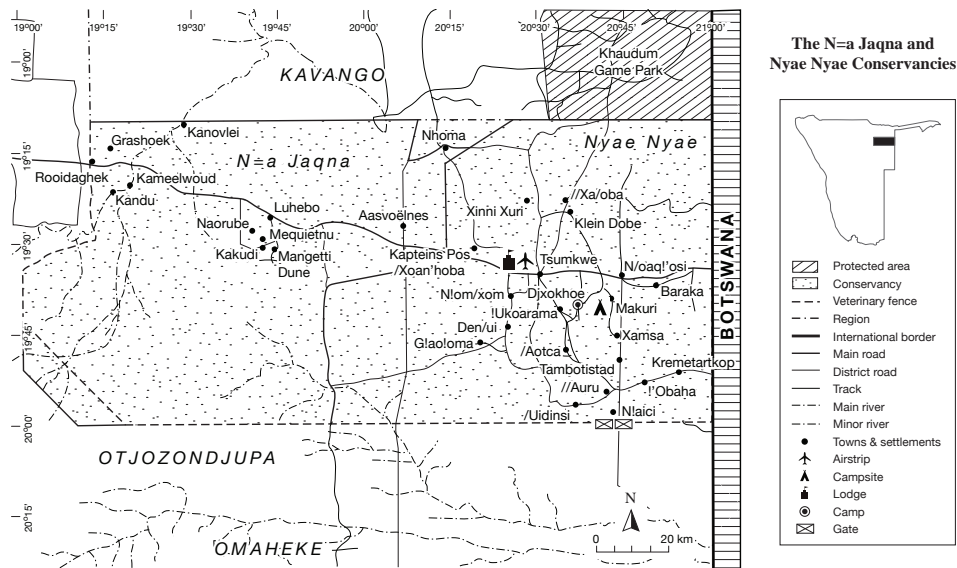 19°00'
19°15'
19°45'
20°00'
20°15'
20°30'
20°45'
21°00'
19°00'
19°15'
19°30'
19°45'
20°00'
20°15'
KAVANGO
Khaudum
Game Park
Kanovlei
Grashoek
N=a Jaqna
Nhoma
Nyae Nyae
Rooidaghek
Kameelwoud
Kandu
Luhebo
Aasvoëlnes
Xinni Xuri
//Xa/oba
Klein Dobe
Naorube
Mequietnu
Kakudi
Mangetti
Dune
Kapteins Pos
/Xoan'hoba
Tsumkwe
N/oaq!'osi
Baraka
N!om/xom
Djxokhoe
!Ukoarama
Makuri
Den/ui
G!ao!oma
Xamsa
/Aotca
Tambotistad
Kremetartkop
//Auru
!'Obaha
/Uidinsi
N!aici
BOTSWANA
OTJOZONDJUPA
OMAHEKE
N
0
20 km
The N=a Jaqna and
Nyae Nyae Conservancies
Protected area
Conservancy
Veterinary fence
Region
International border
Main road
District road
Track
Main river
Minor river
Towns & settlements
Airstrip
Campsite
Lodge
Camp
Gate